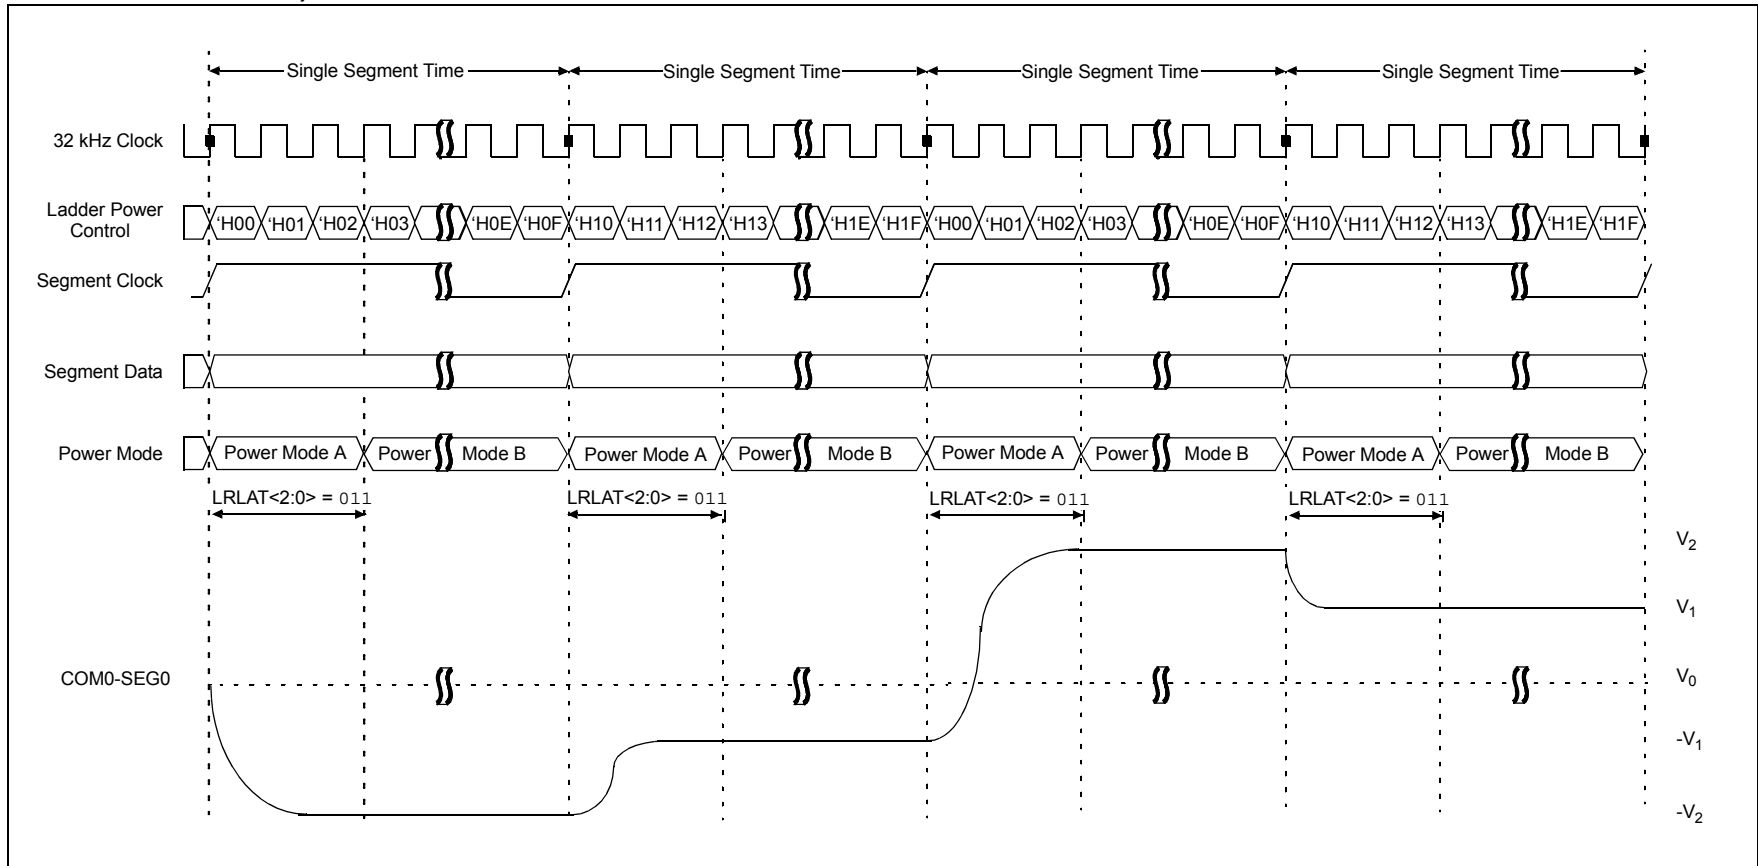 Single Segment Time Single Segment Time Single Segment Time Single Segment Time
32 kHz Clock
Ladder Power
Control
‘H00 ‘H01 ‘H02 ‘H03 ‘H0E ‘H0F ‘H10 ‘H11 ‘H12 ‘H13 ‘H1E ‘H1F ‘H00 ‘H01 ‘H02 ‘H03 ‘H0E ‘H0F ‘H10 ‘H11 ‘H12 ‘H13 ‘H1E ‘H1F
Segment Clock
Segment Data
Power Mode Power Mode A Power Mode B Power Mode A Power Mode B Power Mode A Power Mode B Power Mode A Power Mode B
LRLAT<2:0> = 011 LRLAT<2:0> = 011 LRLAT<2:0> = 011 LRLAT<2:0> = 011
V2
V1
COM0-SEG0 V0
-V1
-V2